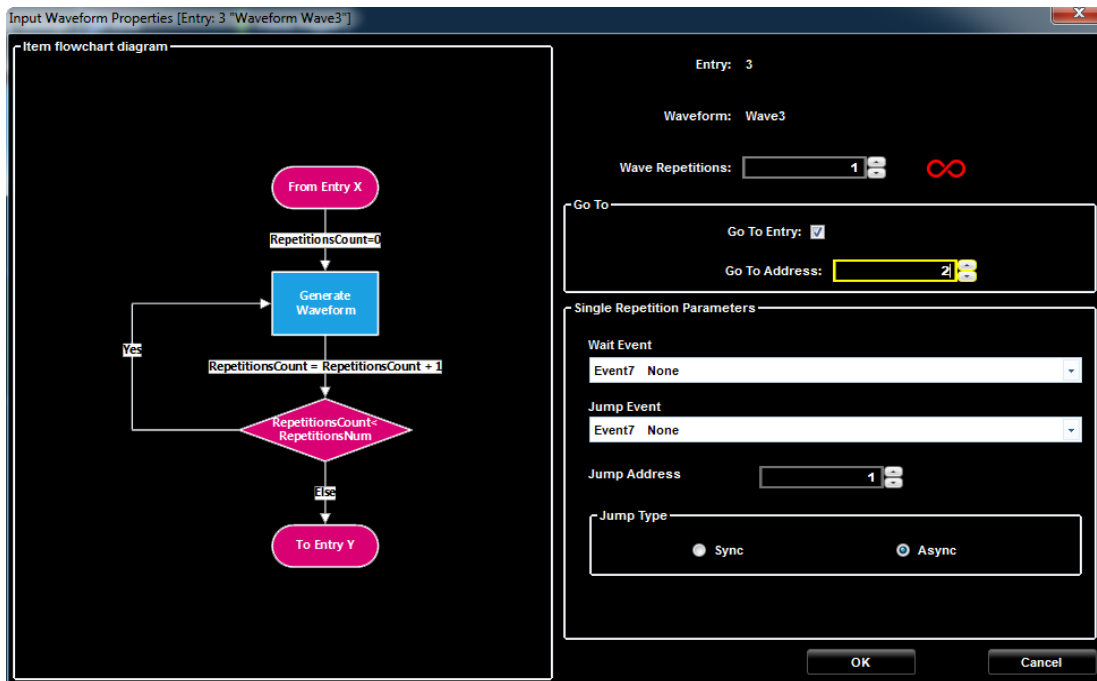 Input Waveform Properties [Entry: 3 "Waveform Wave3"]
X
Item flowchart diagram
From Entry X
RepetitionsCount=0
Generate
Waveform
Yes
RepetitionsCount = RepetitionsCount + 1
RepetitionsCount<
RepetitionsNum
Else
To Entry Y
Entry: 3
Waveform: Wave3
Wave Repetitions: 1 ∞
Go To
Go To Entry:
Go To Address: 2
Single Repetition Parameters
Wait Event
Event7 None
Jump Event
Event7 None
Jump Address 1
Jump Type
Sync Async
OK Cancel